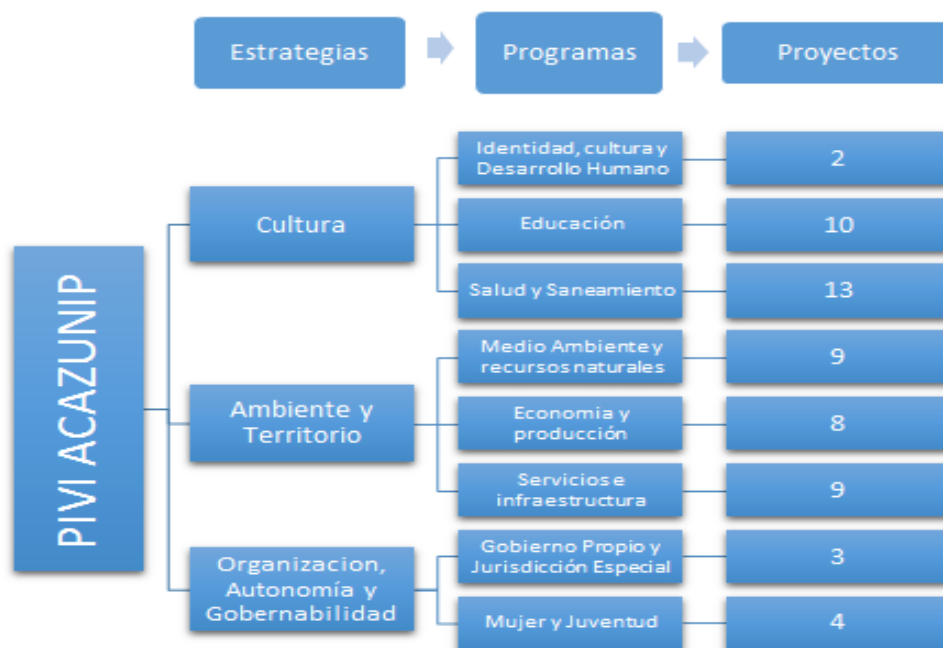 Estrategias
Programas
Proyectos
PIVI ACAZUNIP
Cultura
Identidad, cultura y
Desarrollo Humano
2
Educación
10
Salud y Saneamiento
13
Ambiente y
Territorio
Medio Ambiente y
recursos naturales
9
Economia y
producción
8
Servicios e
infraestructura
9
Organizacion,
Autonomía y
Gobernabilidad
Gobierno Propio y
Jurisdicción Especial
3
Mujer y Juventud
4